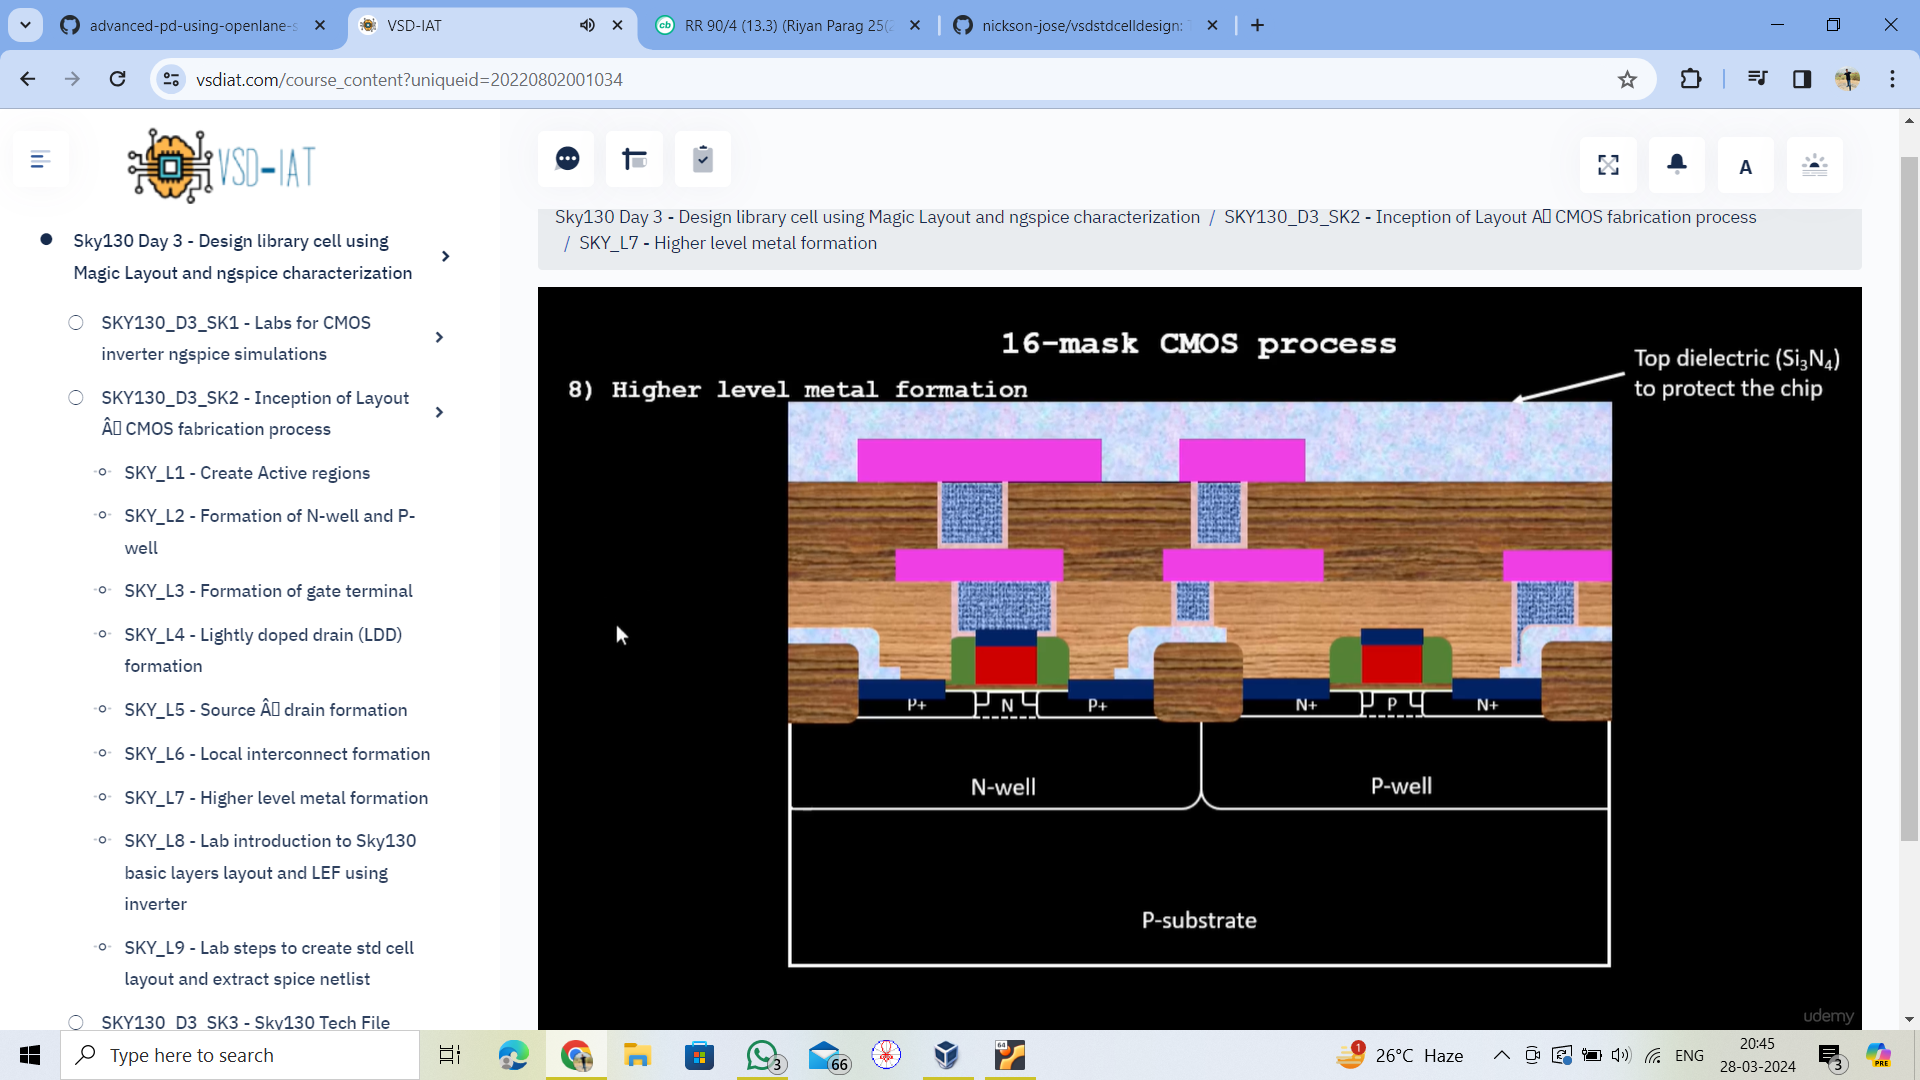 advanced-pd-using-openlane-s
VSD-IAT
RR 90/4 (13.3) (Riyan Parag 25(2
nickson-jose/vsdstdcelldesign: T
vsdiat.com/course_content?uniqueid=20220802001034
VSD-IAT
A
Sky130 Day 3 - Design library cell using Magic Layout and ngspice characterization / SKY130_D3_SK2 - Inception of Layout Â CMOS fabrication process
/ SKY_L7 - Higher level metal formation
Sky130 Day 3 - Design library cell using
Magic Layout and ngspice characterization
SKY130_D3_SK1 - Labs for CMOS
inverter ngspice simulations
SKY130_D3_SK2 - Inception of Layout
Â CMOS fabrication process
SKY_L1 - Create Active regions
SKY_L2 - Formation of N-well and P-
well
SKY_L3 - Formation of gate terminal
SKY_L4 - Lightly doped drain (LDD)
formation
SKY_L5 - Source Â drain formation
SKY_L6 - Local interconnect formation
SKY_L7 - Higher level metal formation
SKY_L8 - Lab introduction to Sky130
basic layers layout and LEF using
inverter
SKY_L9 - Lab steps to create std cell
layout and extract spice netlist
SKY130_D3_SK3 - Sky130 Tech File
16-mask CMOS process
8) Higher level metal formation
Top dielectric (Si₃N₄)
to protect the chip
P+ N P+ N+ P N+
N-well P-well
P-substrate
udemy
Type here to search
3
66
64
1
26°C Haze
ENG
20:45
28-03-2024
3
PRE